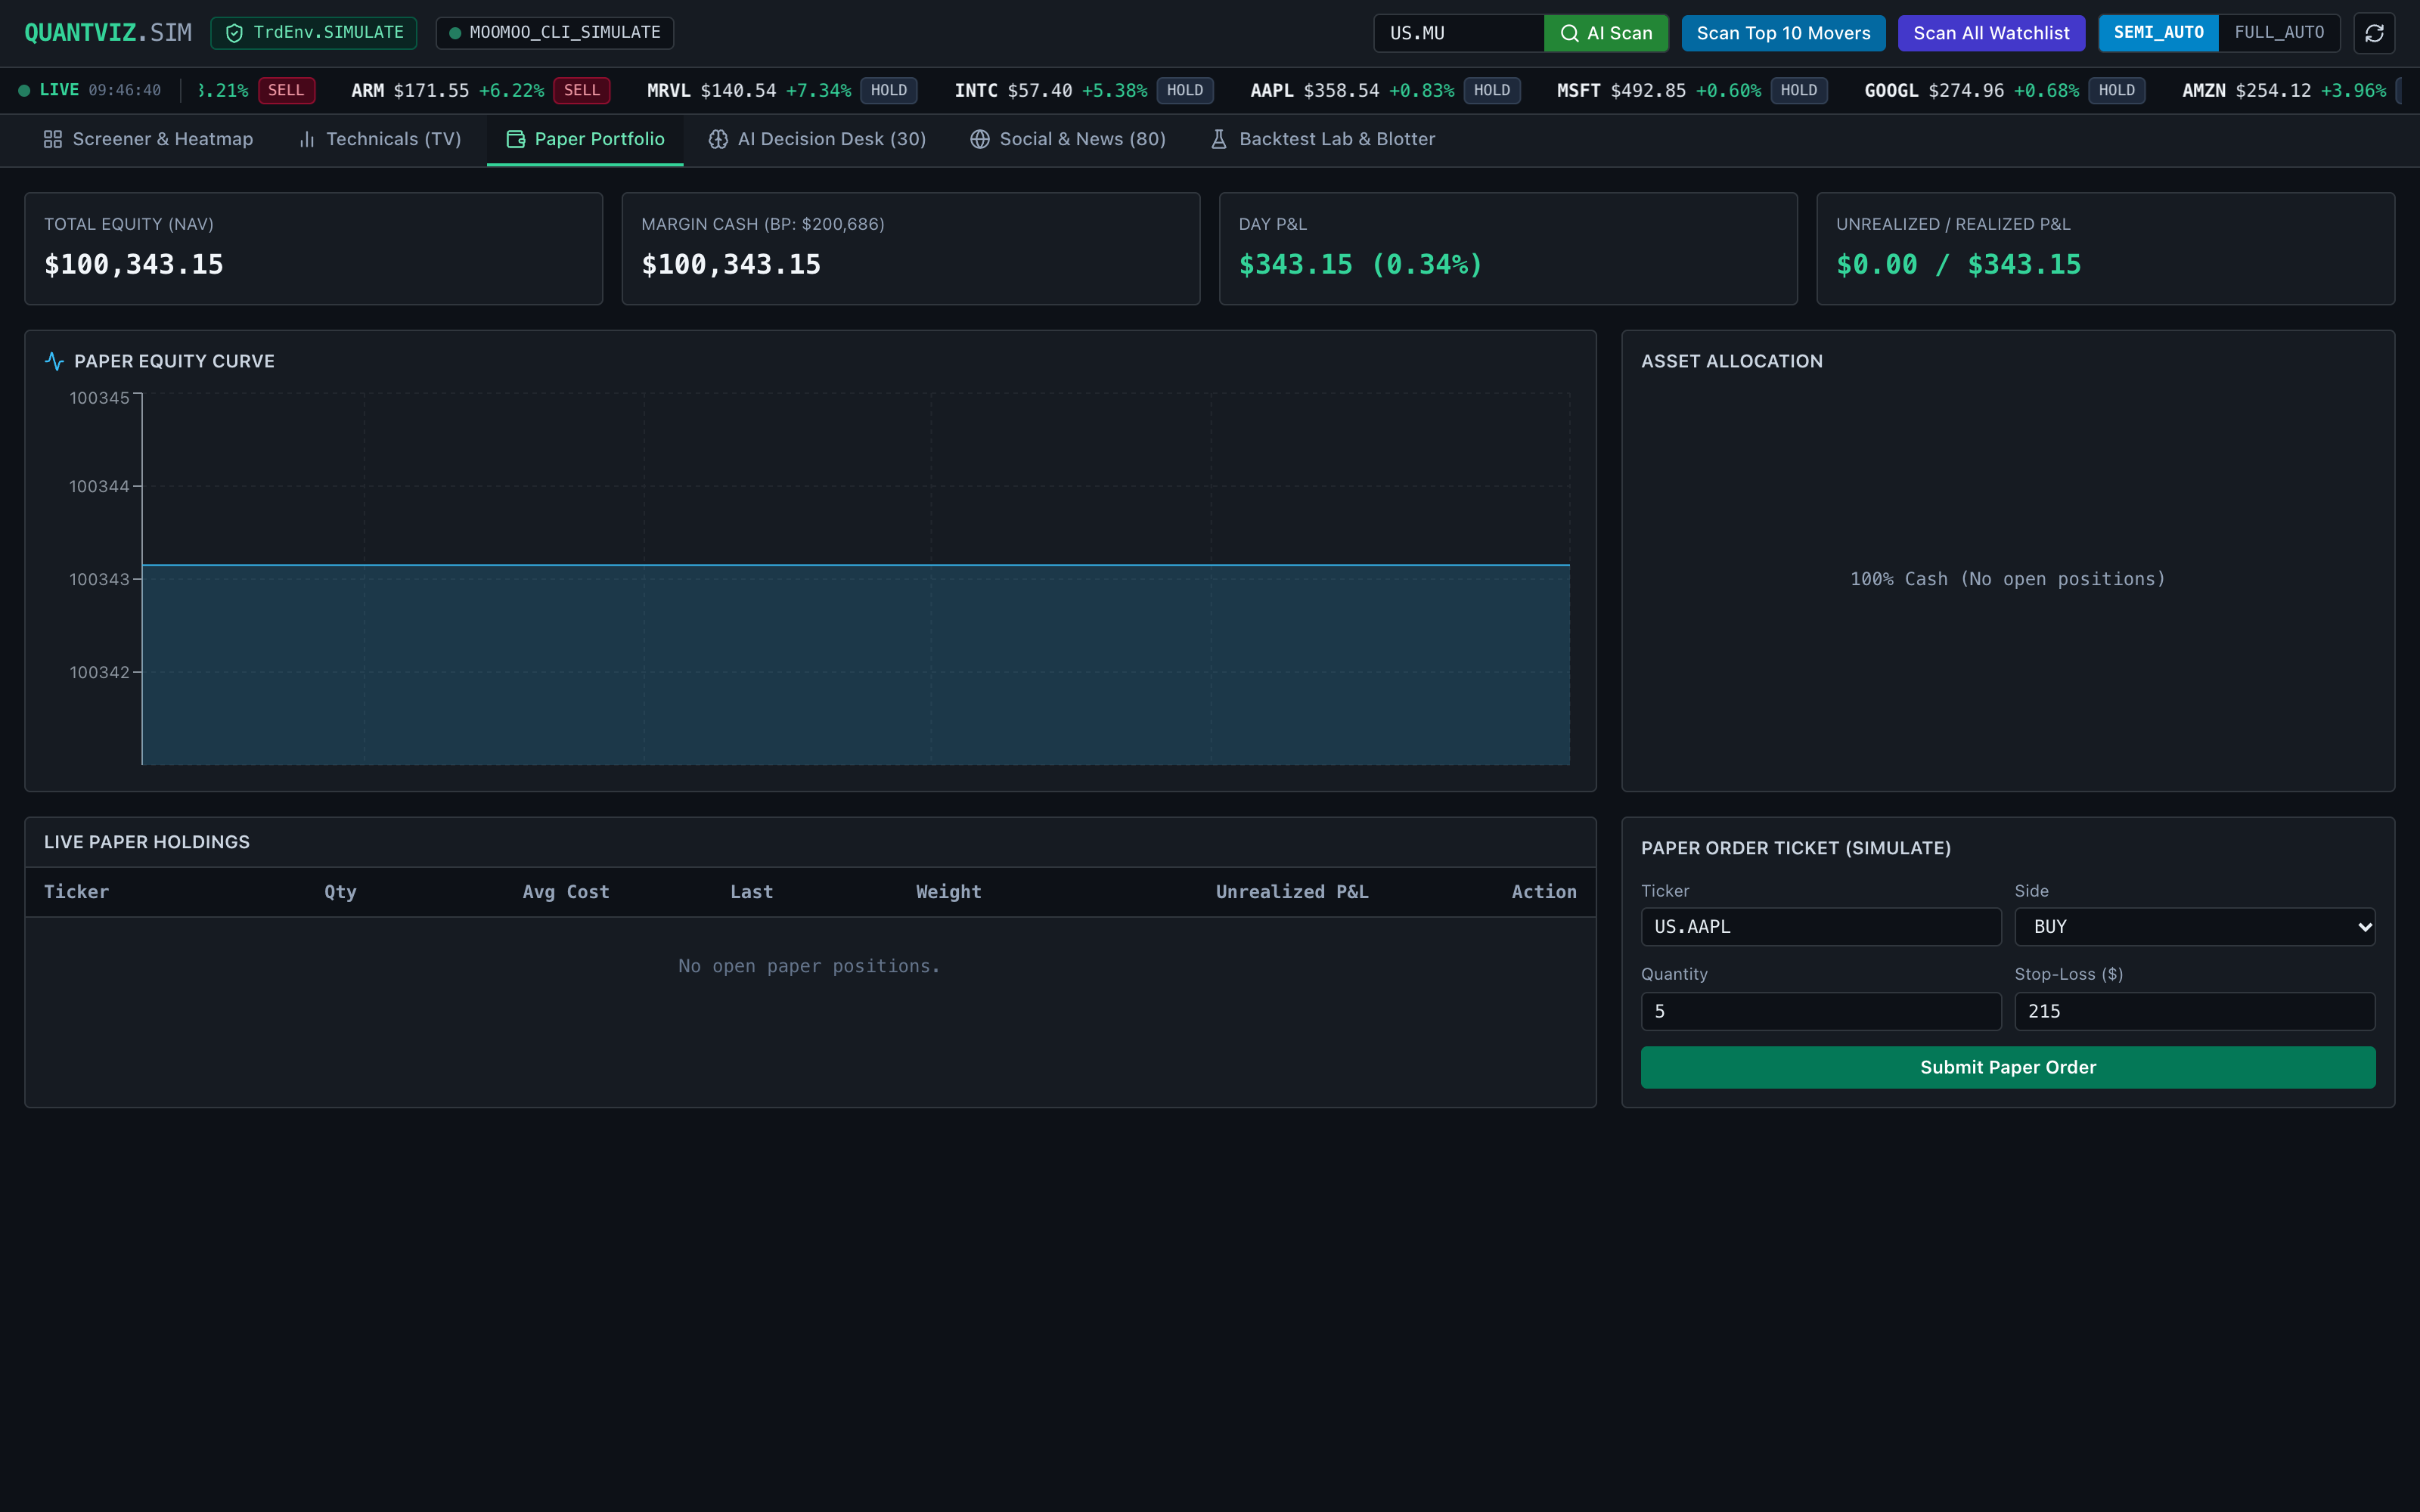 QUANTVIZ.SIM TrdEnv.SIMULATE MOOMOO_CLI_SIMULATE US.MU AI Scan Scan Top 10 Movers Scan All Watchlist SEMI_AUTO FULL_AUTO
LIVE 09:46:40 3.21% SELL ARM $171.55 +6.22% SELL MRVL $140.54 +7.34% HOLD INTC $57.40 +5.38% HOLD AAPL $358.54 +0.83% HOLD MSFT $492.85 +0.60% HOLD GOOGL $274.96 +0.68% HOLD AMZN $254.12 +3.96%
Screener & Heatmap Technicals (TV) Paper Portfolio AI Decision Desk (30) Social & News (80) Backtest Lab & Blotter
TOTAL EQUITY (NAV)
$100,343.15
MARGIN CASH (BP: $200,686)
$100,343.15
DAY P&L
$343.15 (0.34%)
UNREALIZED / REALIZED P&L
$0.00 / $343.15
PAPER EQUITY CURVE
100345
100344
100343
100342
ASSET ALLOCATION
100% Cash (No open positions)
LIVE PAPER HOLDINGS
Ticker Qty Avg Cost Last Weight Unrealized P&L Action
No open paper positions.
PAPER ORDER TICKET (SIMULATE)
Ticker Side
US.AAPL BUY
Quantity Stop-Loss ($)
5 215
Submit Paper Order